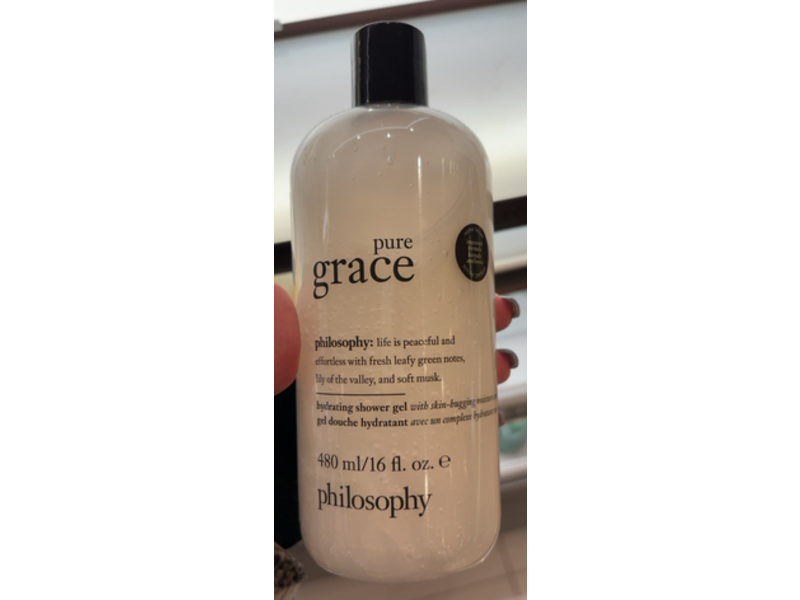 pure
grace
philosophy: life is peaceful and
effortless with fresh leafy green notes,
lily of the valley, and soft musk.
hydrating shower gel with skin-hugging moisture
gel douche hydratant avec un complexe hydratant
480 ml/16 fl. oz. ℮
philosophy